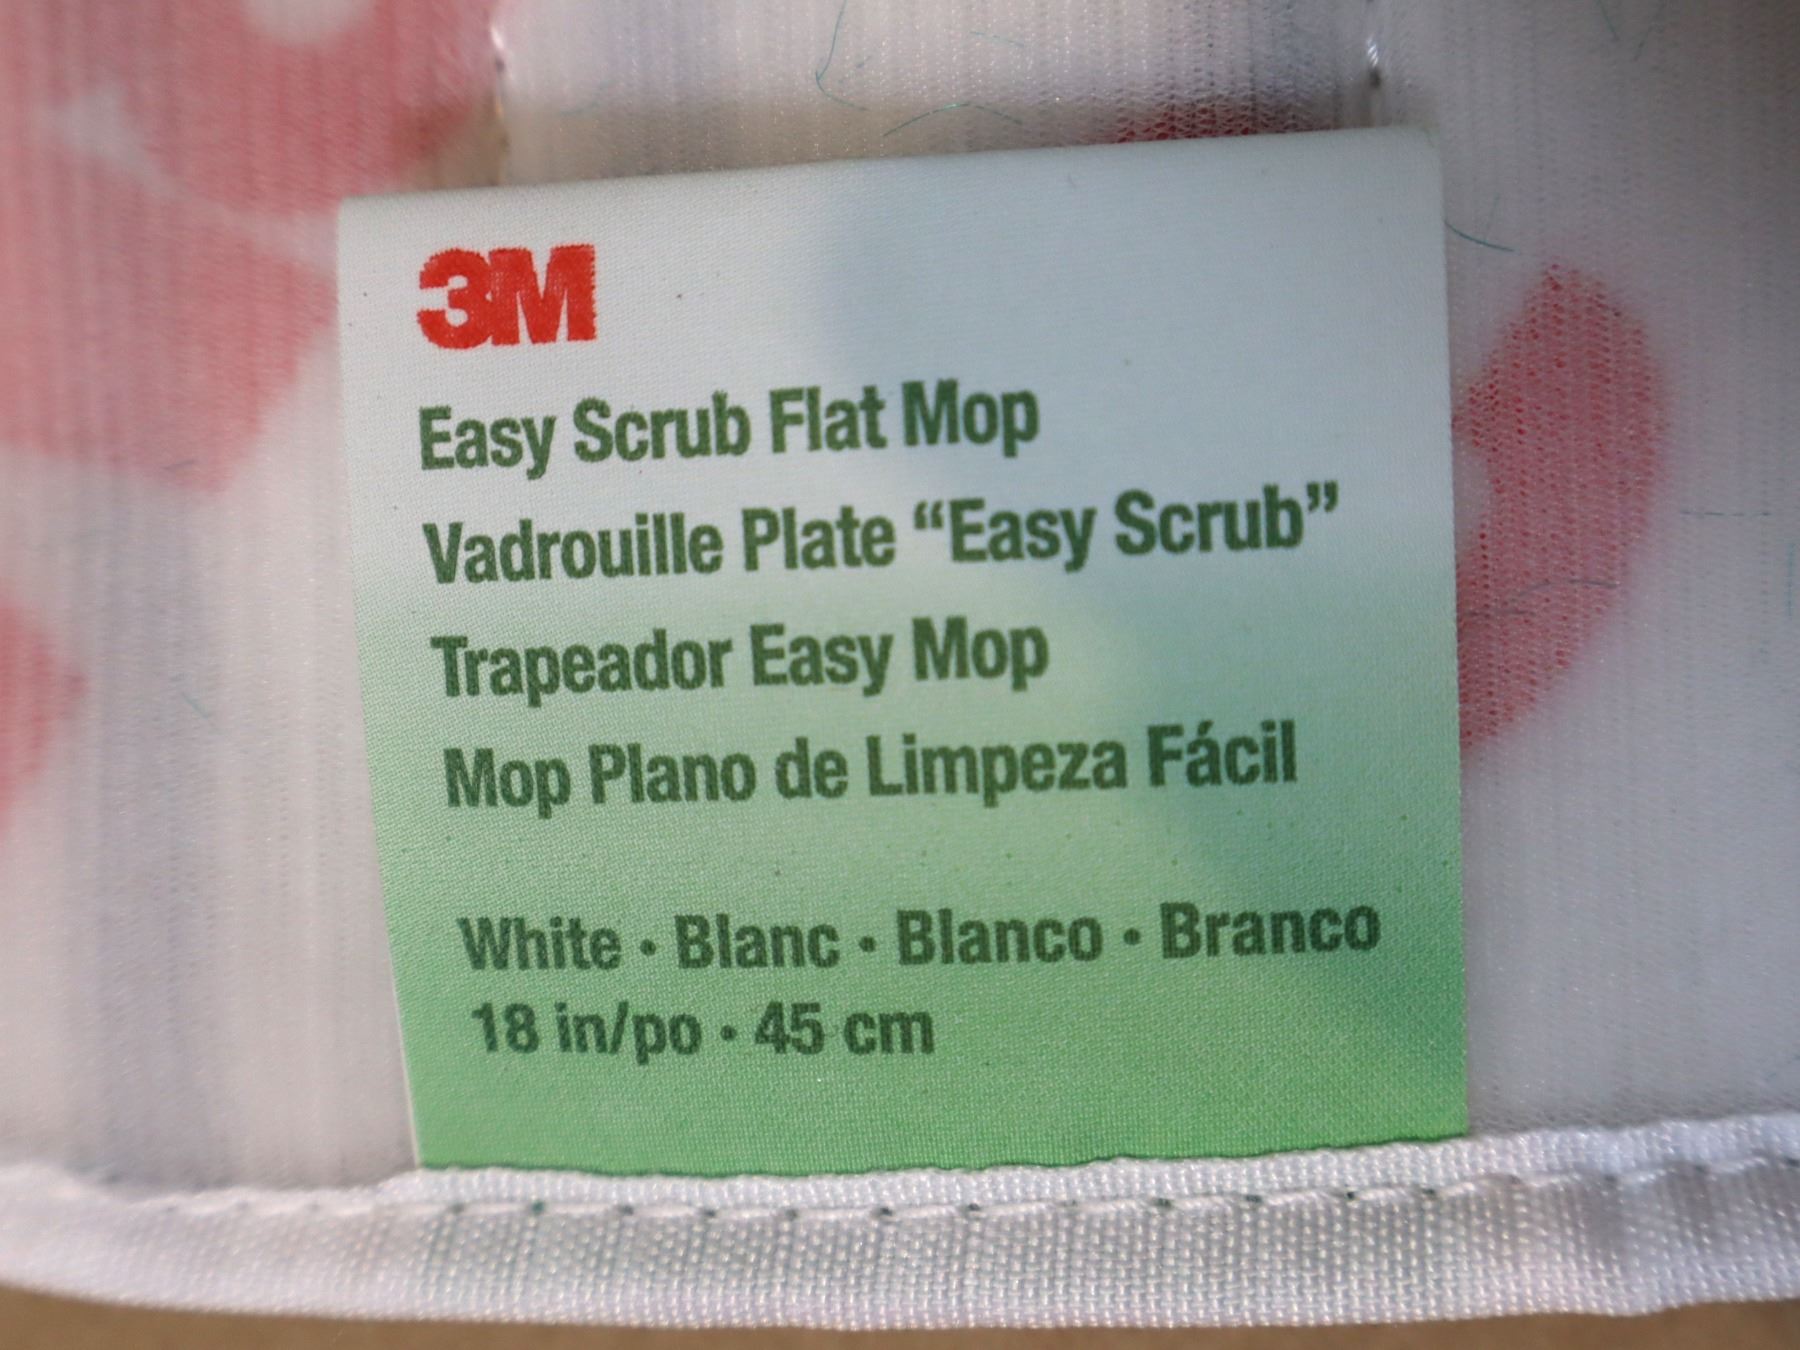 3M
Easy Scrub Flat Mop
Vadrouille Plate “Easy Scrub”
Trapeador Easy Mop
Mop Plano de Limpeza Fácil
White · Blanc · Blanco · Branco
18 in/po · 45 cm